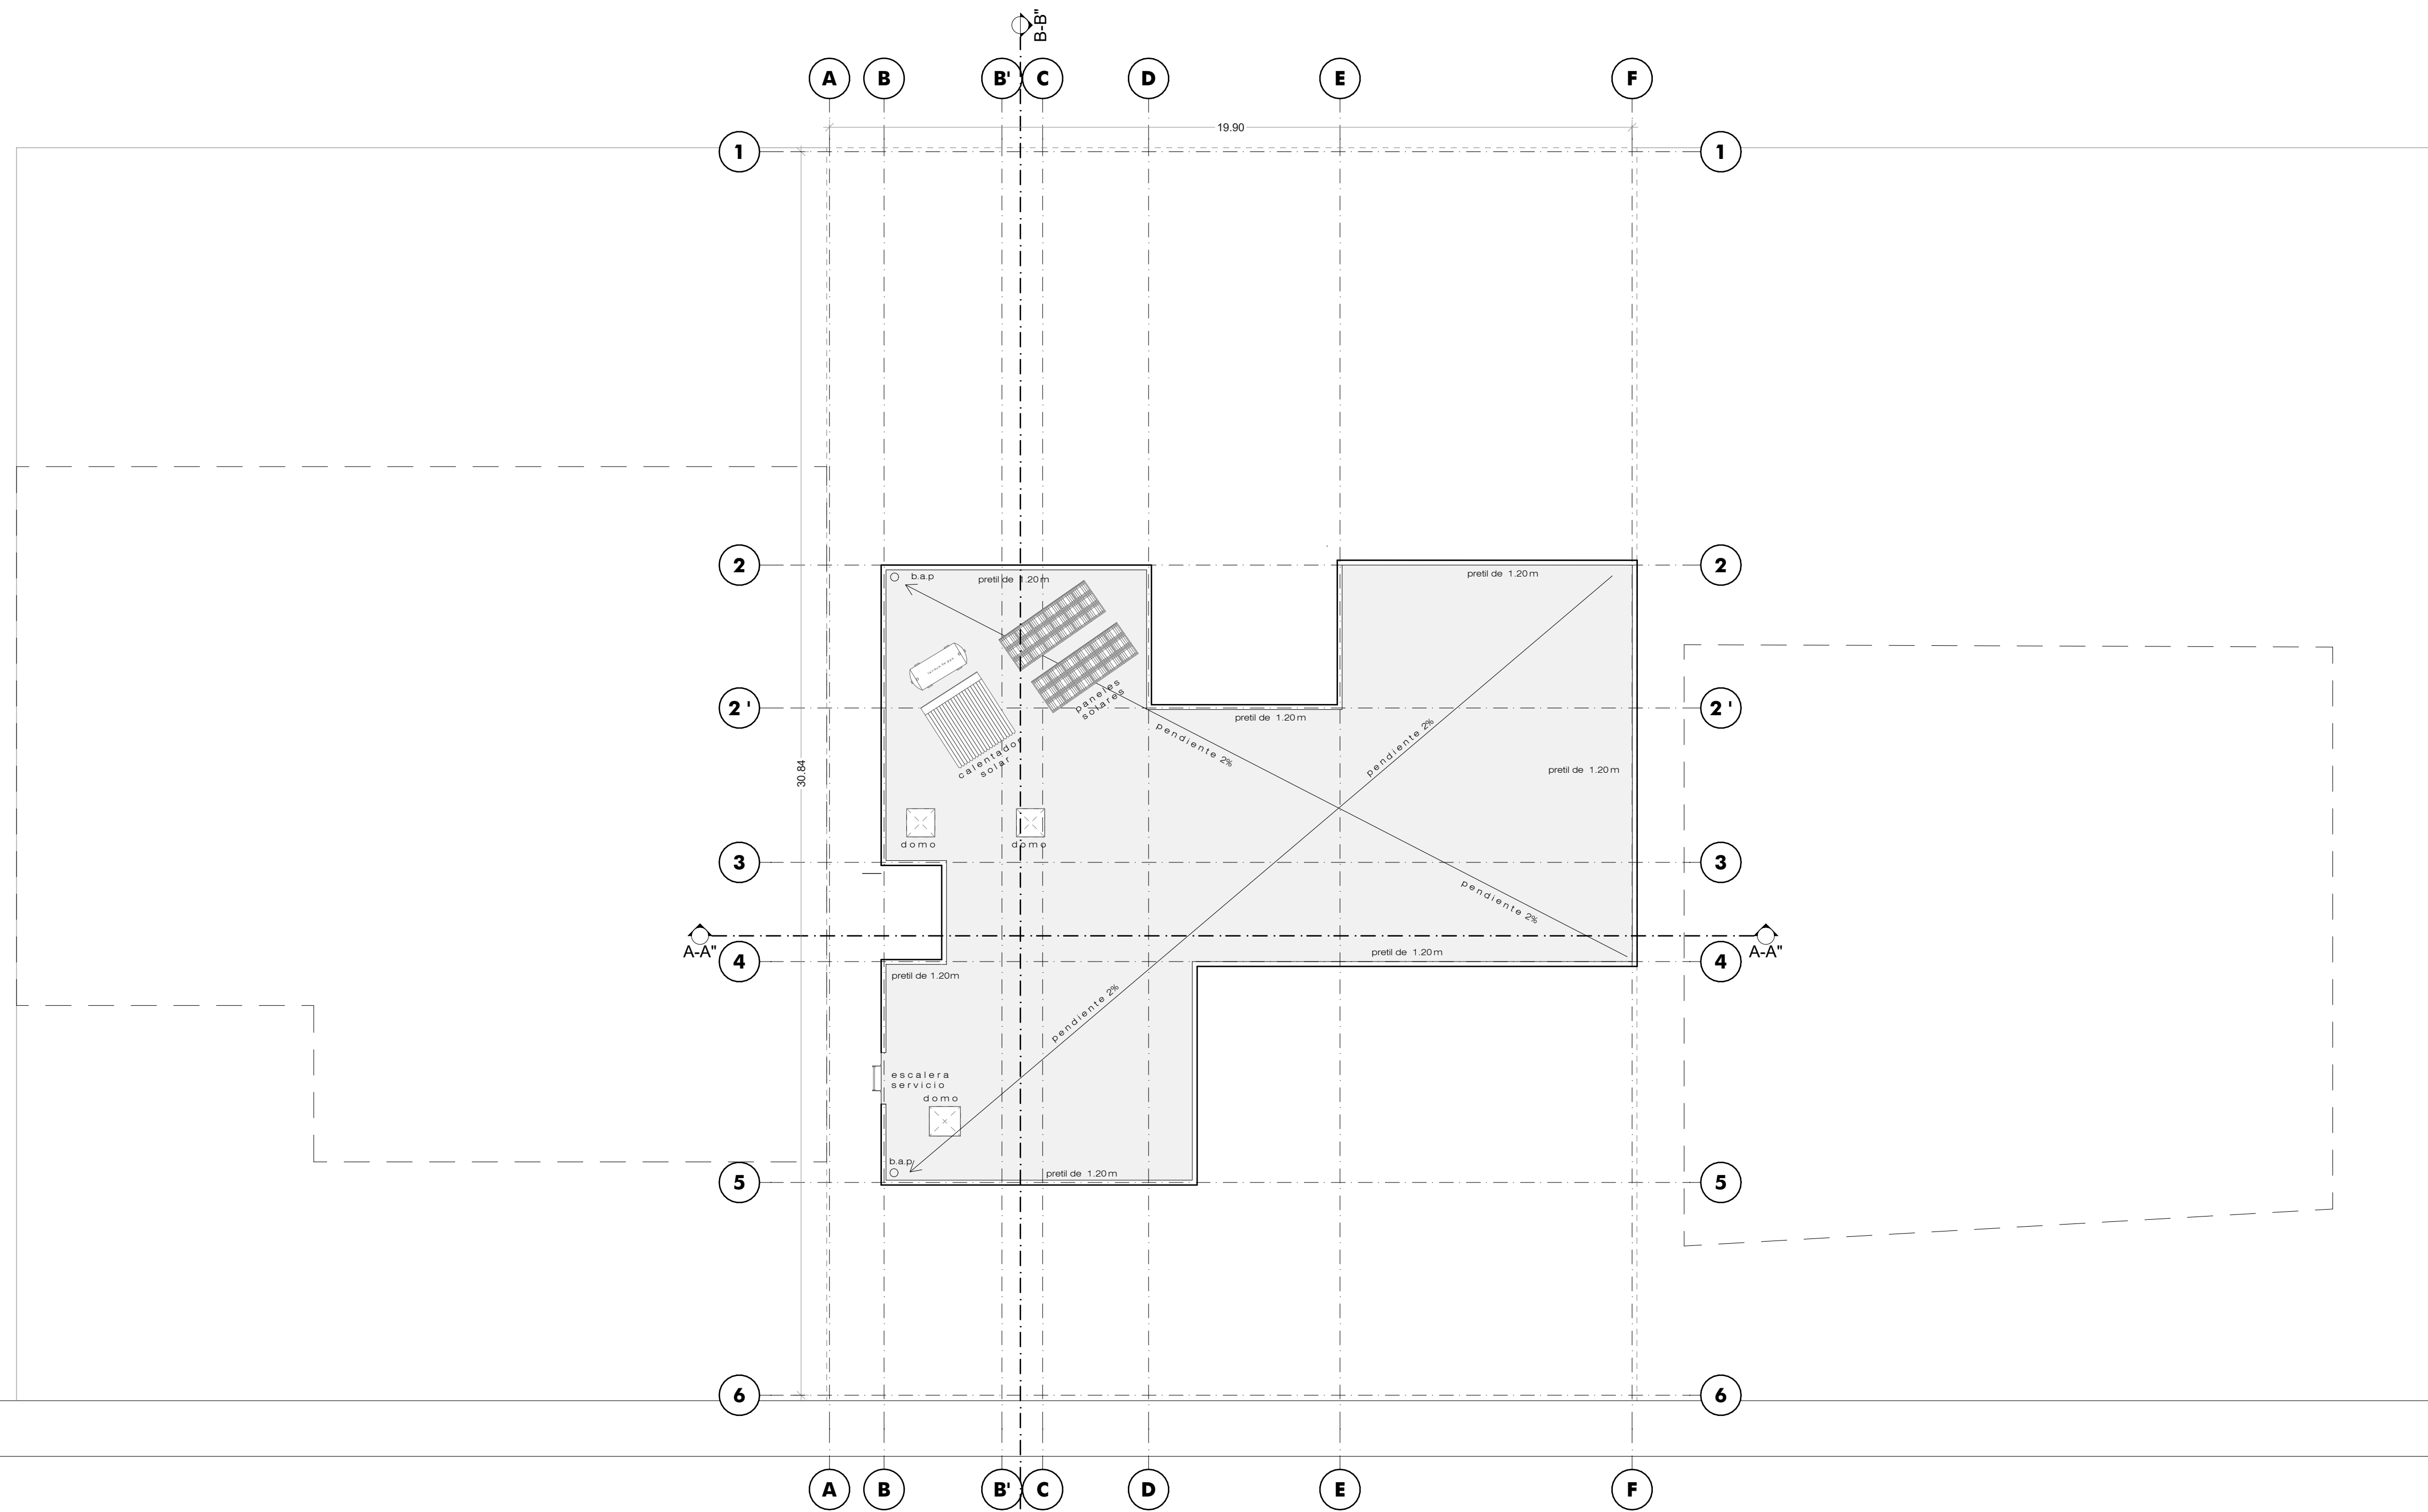 B-B"
A B B' C D E F
19.90
1 1
2 2
b.a.p
pretil de 1.20m
pretil de 1.20m
paneles
solares
2' 2'
pretil de 1.20m
pendiente 2%
pendiente 2%
calentador
solar
pretil de 1.20m
30.84
domo
domo
3 3
pendiente 2%
A-A" A-A"
pretil de 1.20m
4 4
pretil de 1.20m
pendiente 2%
escalera
servicio
domo
b.a.p
pretil de 1.20m
5 5
6 6
A B B' C D E F